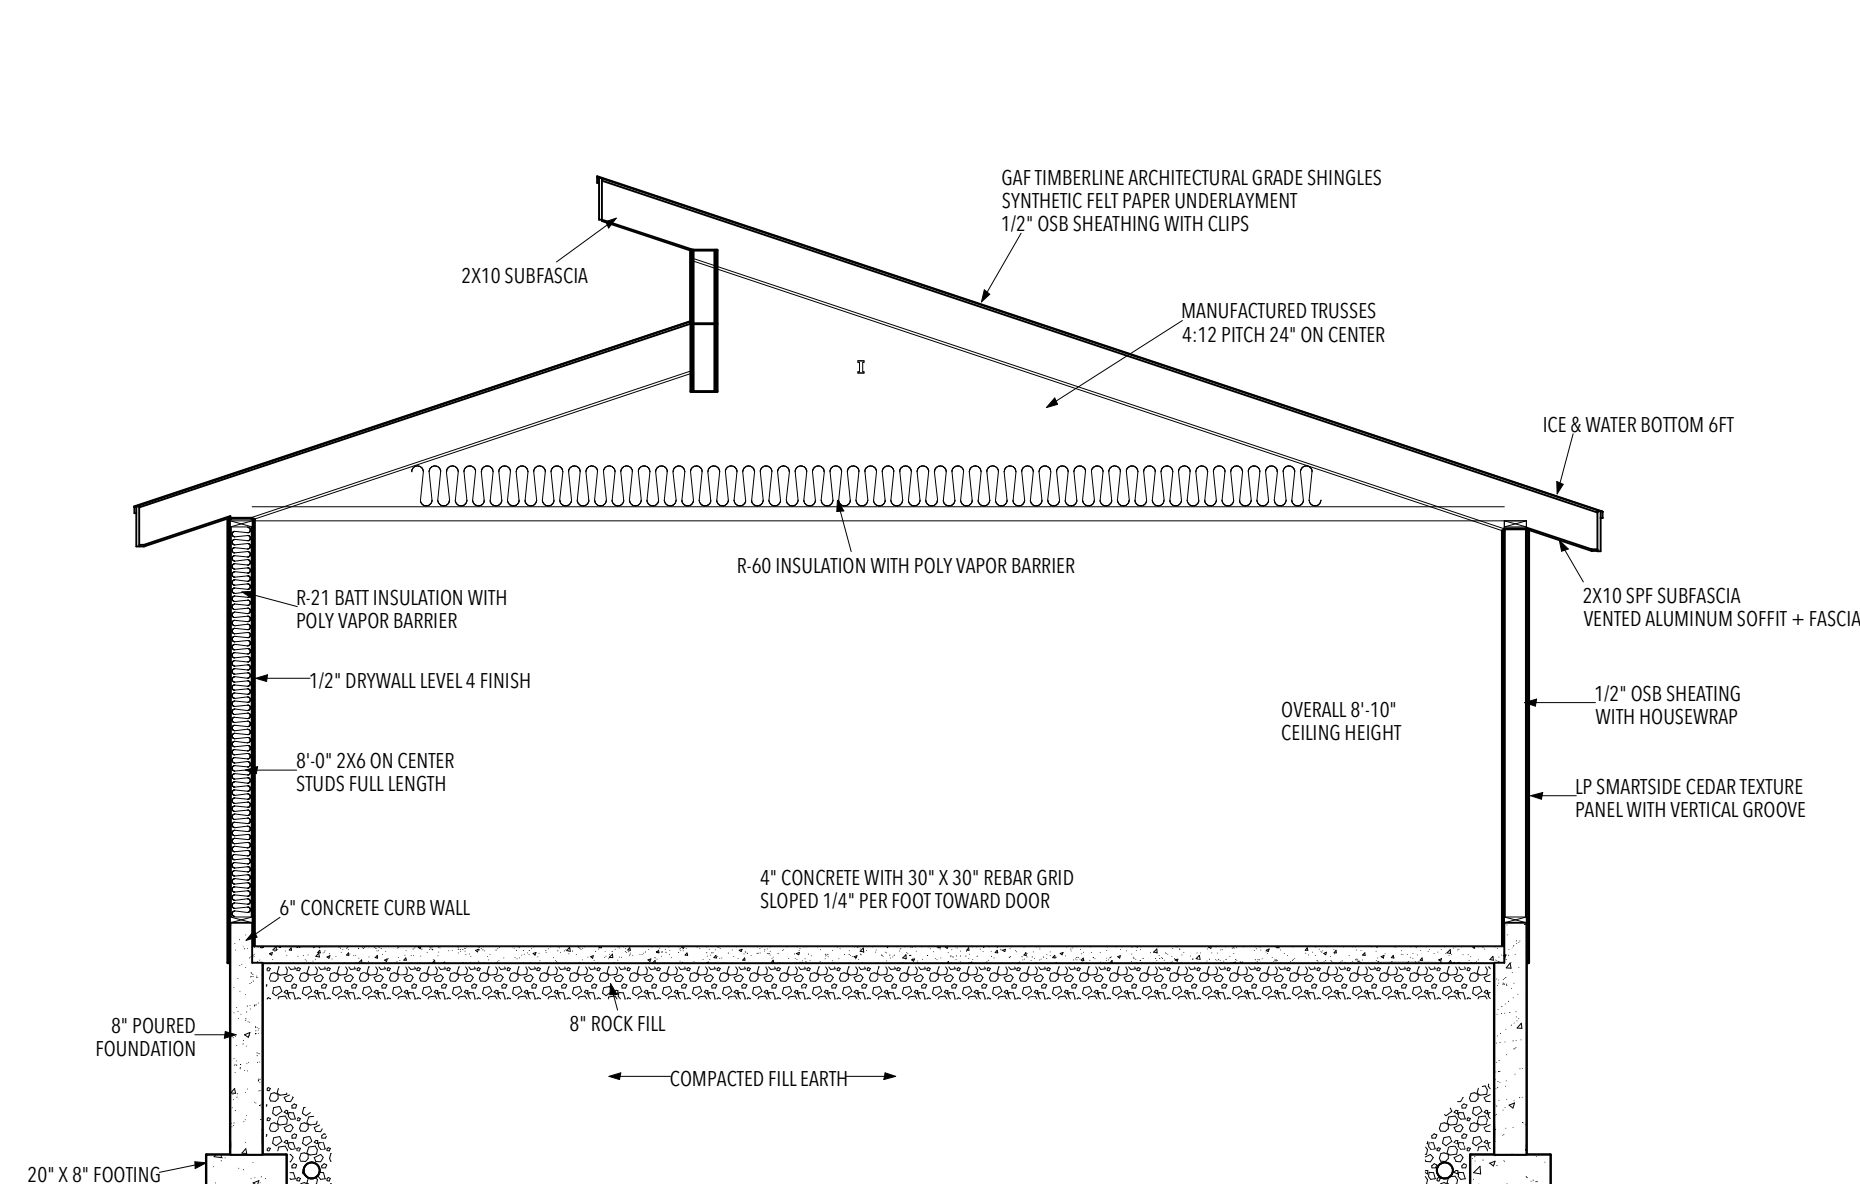 GAF TIMBERLINE ARCHITECTURAL GRADE SHINGLES
SYNTHETIC FELT PAPER UNDERLAYMENT
1/2" OSB SHEATHING WITH CLIPS
2X10 SUBFASCIA
MANUFACTURED TRUSSES
4:12 PITCH 24" ON CENTER
ICE & WATER BOTTOM 6FT
R-60 INSULATION WITH POLY VAPOR BARRIER
R-21 BATT INSULATION WITH
POLY VAPOR BARRIER
2X10 SPF SUBFASCIA
VENTED ALUMINUM SOFFIT + FASCIA
1/2" DRYWALL LEVEL 4 FINISH
OVERALL 8'-10"
CEILING HEIGHT
1/2" OSB SHEATING
WITH HOUSEWRAP
8'-0" 2X6 ON CENTER
STUDS FULL LENGTH
LP SMARTSIDE CEDAR TEXTURE
PANEL WITH VERTICAL GROOVE
4" CONCRETE WITH 30" X 30" REBAR GRID
SLOPED 1/4" PER FOOT TOWARD DOOR
6" CONCRETE CURB WALL
8" ROCK FILL
8" POURED
FOUNDATION
COMPACTED FILL EARTH
20" X 8" FOOTING